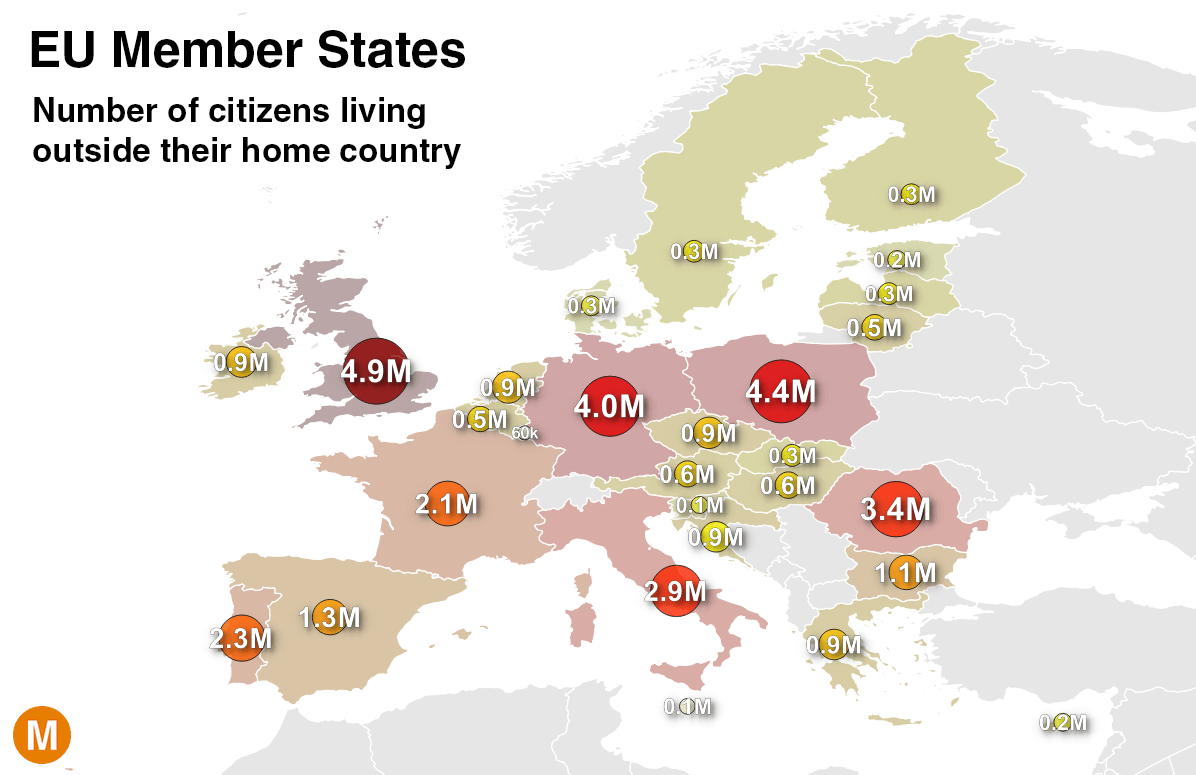 EU Member States
Number of citizens living
outside their home country
0.3M
0.3M
0.2M
0.3M
0.3M
0.5M
0.9M
4.9M
0.9M
4.0M
4.4M
0.5M
60k
0.9M
0.3M
0.6M
0.6M
2.1M
0.1M
3.4M
0.9M
1.1M
2.9M
1.3M
2.3M
0.9M
0.1M
0.2M
M